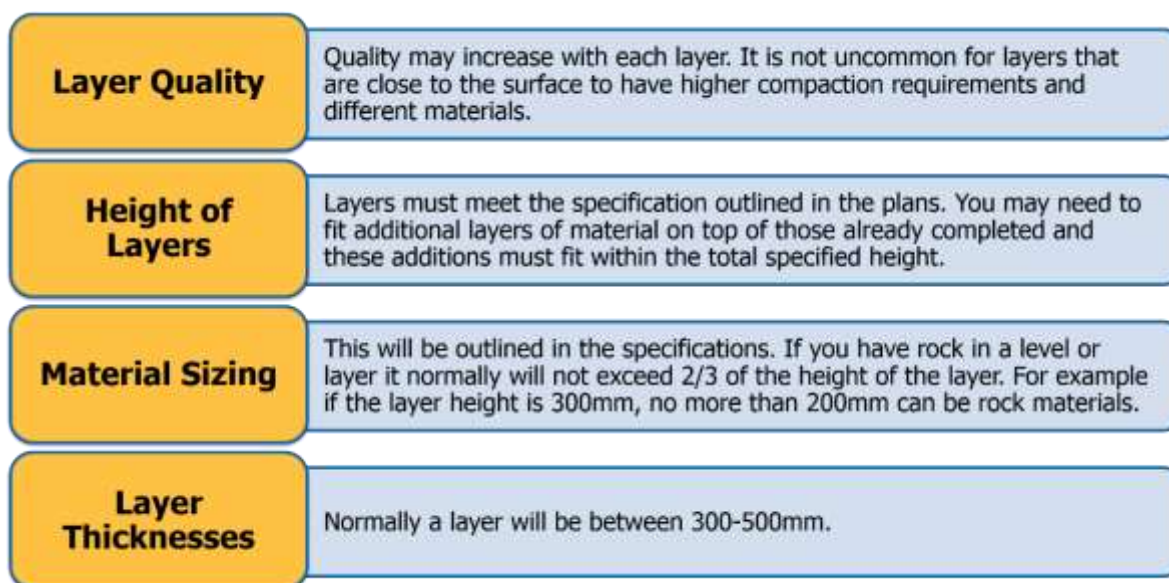 Layer Quality
Quality may increase with each layer. It is not uncommon for layers that
are close to the surface to have higher compaction requirements and
different materials.
Height of
Layers
Layers must meet the specification outlined in the plans. You may need to
fit additional layers of material on top of those already completed and
these additions must fit within the total specified height.
Material Sizing
This will be outlined in the specifications. If you have rock in a level or
layer it normally will not exceed 2/3 of the height of the layer. For example
if the layer height is 300mm, no more than 200mm can be rock materials.
Layer
Thicknesses
Normally a layer will be between 300-500mm.